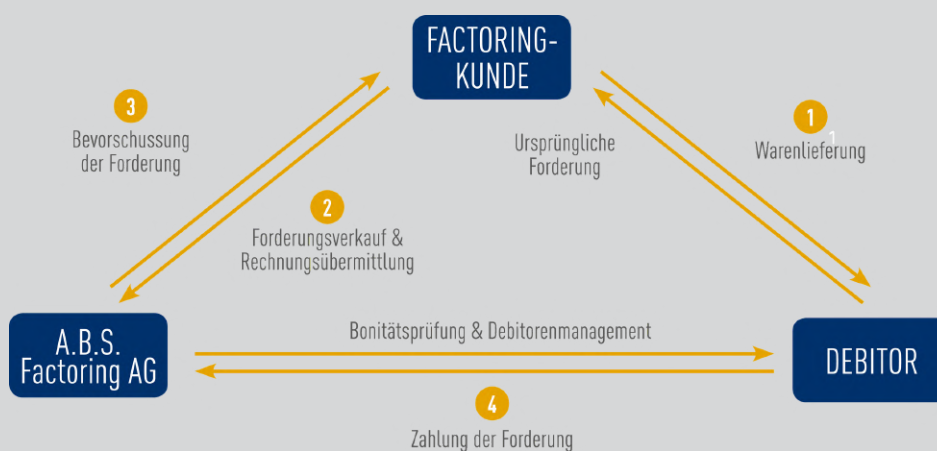 FACTORING-
KUNDE
3
Bevorschussung
der Forderung
Ursprüngliche
Forderung
1
1
Warenlieferung
2
Forderungsverkauf &
Rechnungsübermittlung
A.B.S.
Factoring AG
Bonitätsprüfung & Debitorenmanagement
DEBITOR
4
Zahlung der Forderung